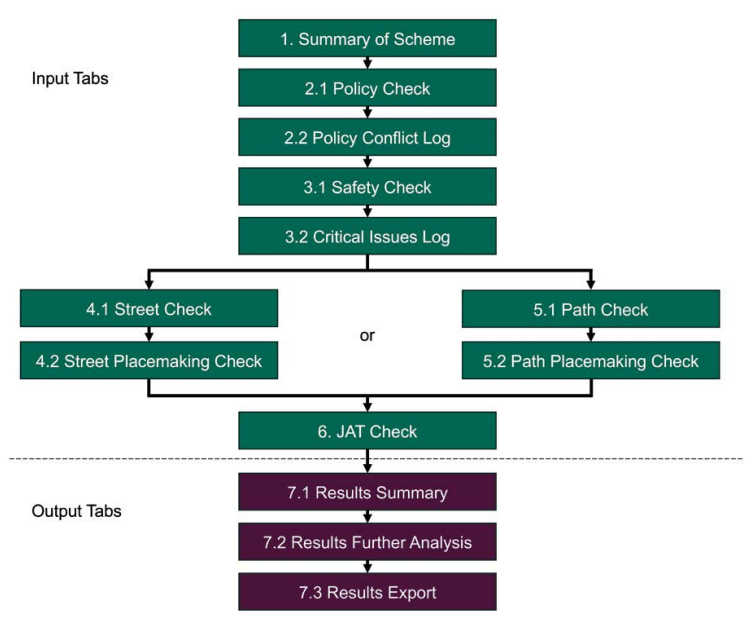 1. Summary of Scheme
Input Tabs
2.1 Policy Check
2.2 Policy Conflict Log
3.1 Safety Check
3.2 Critical Issues Log
4.1 Street Check
5.1 Path Check
or
4.2 Street Placemaking Check
5.2 Path Placemaking Check
6. JAT Check
7.1 Results Summary
Output Tabs
7.2 Results Further Analysis
7.3 Results Export